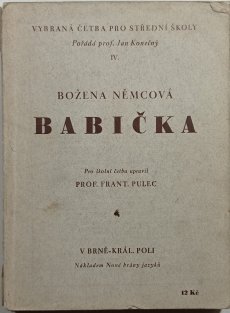 VYBRANÁ ČETBA PRO STŘEDNÍ ŠKOLY
Pořádá prof. Jan Konečný
IV.
BOŽENA NĚMCOVÁ
BABIČKA
Pro školní četbu upravil
PROF. FRANT. PULEC
V BRNĚ-KRÁL. POLI
Nákladem Nové brány jazyků
12 Kč